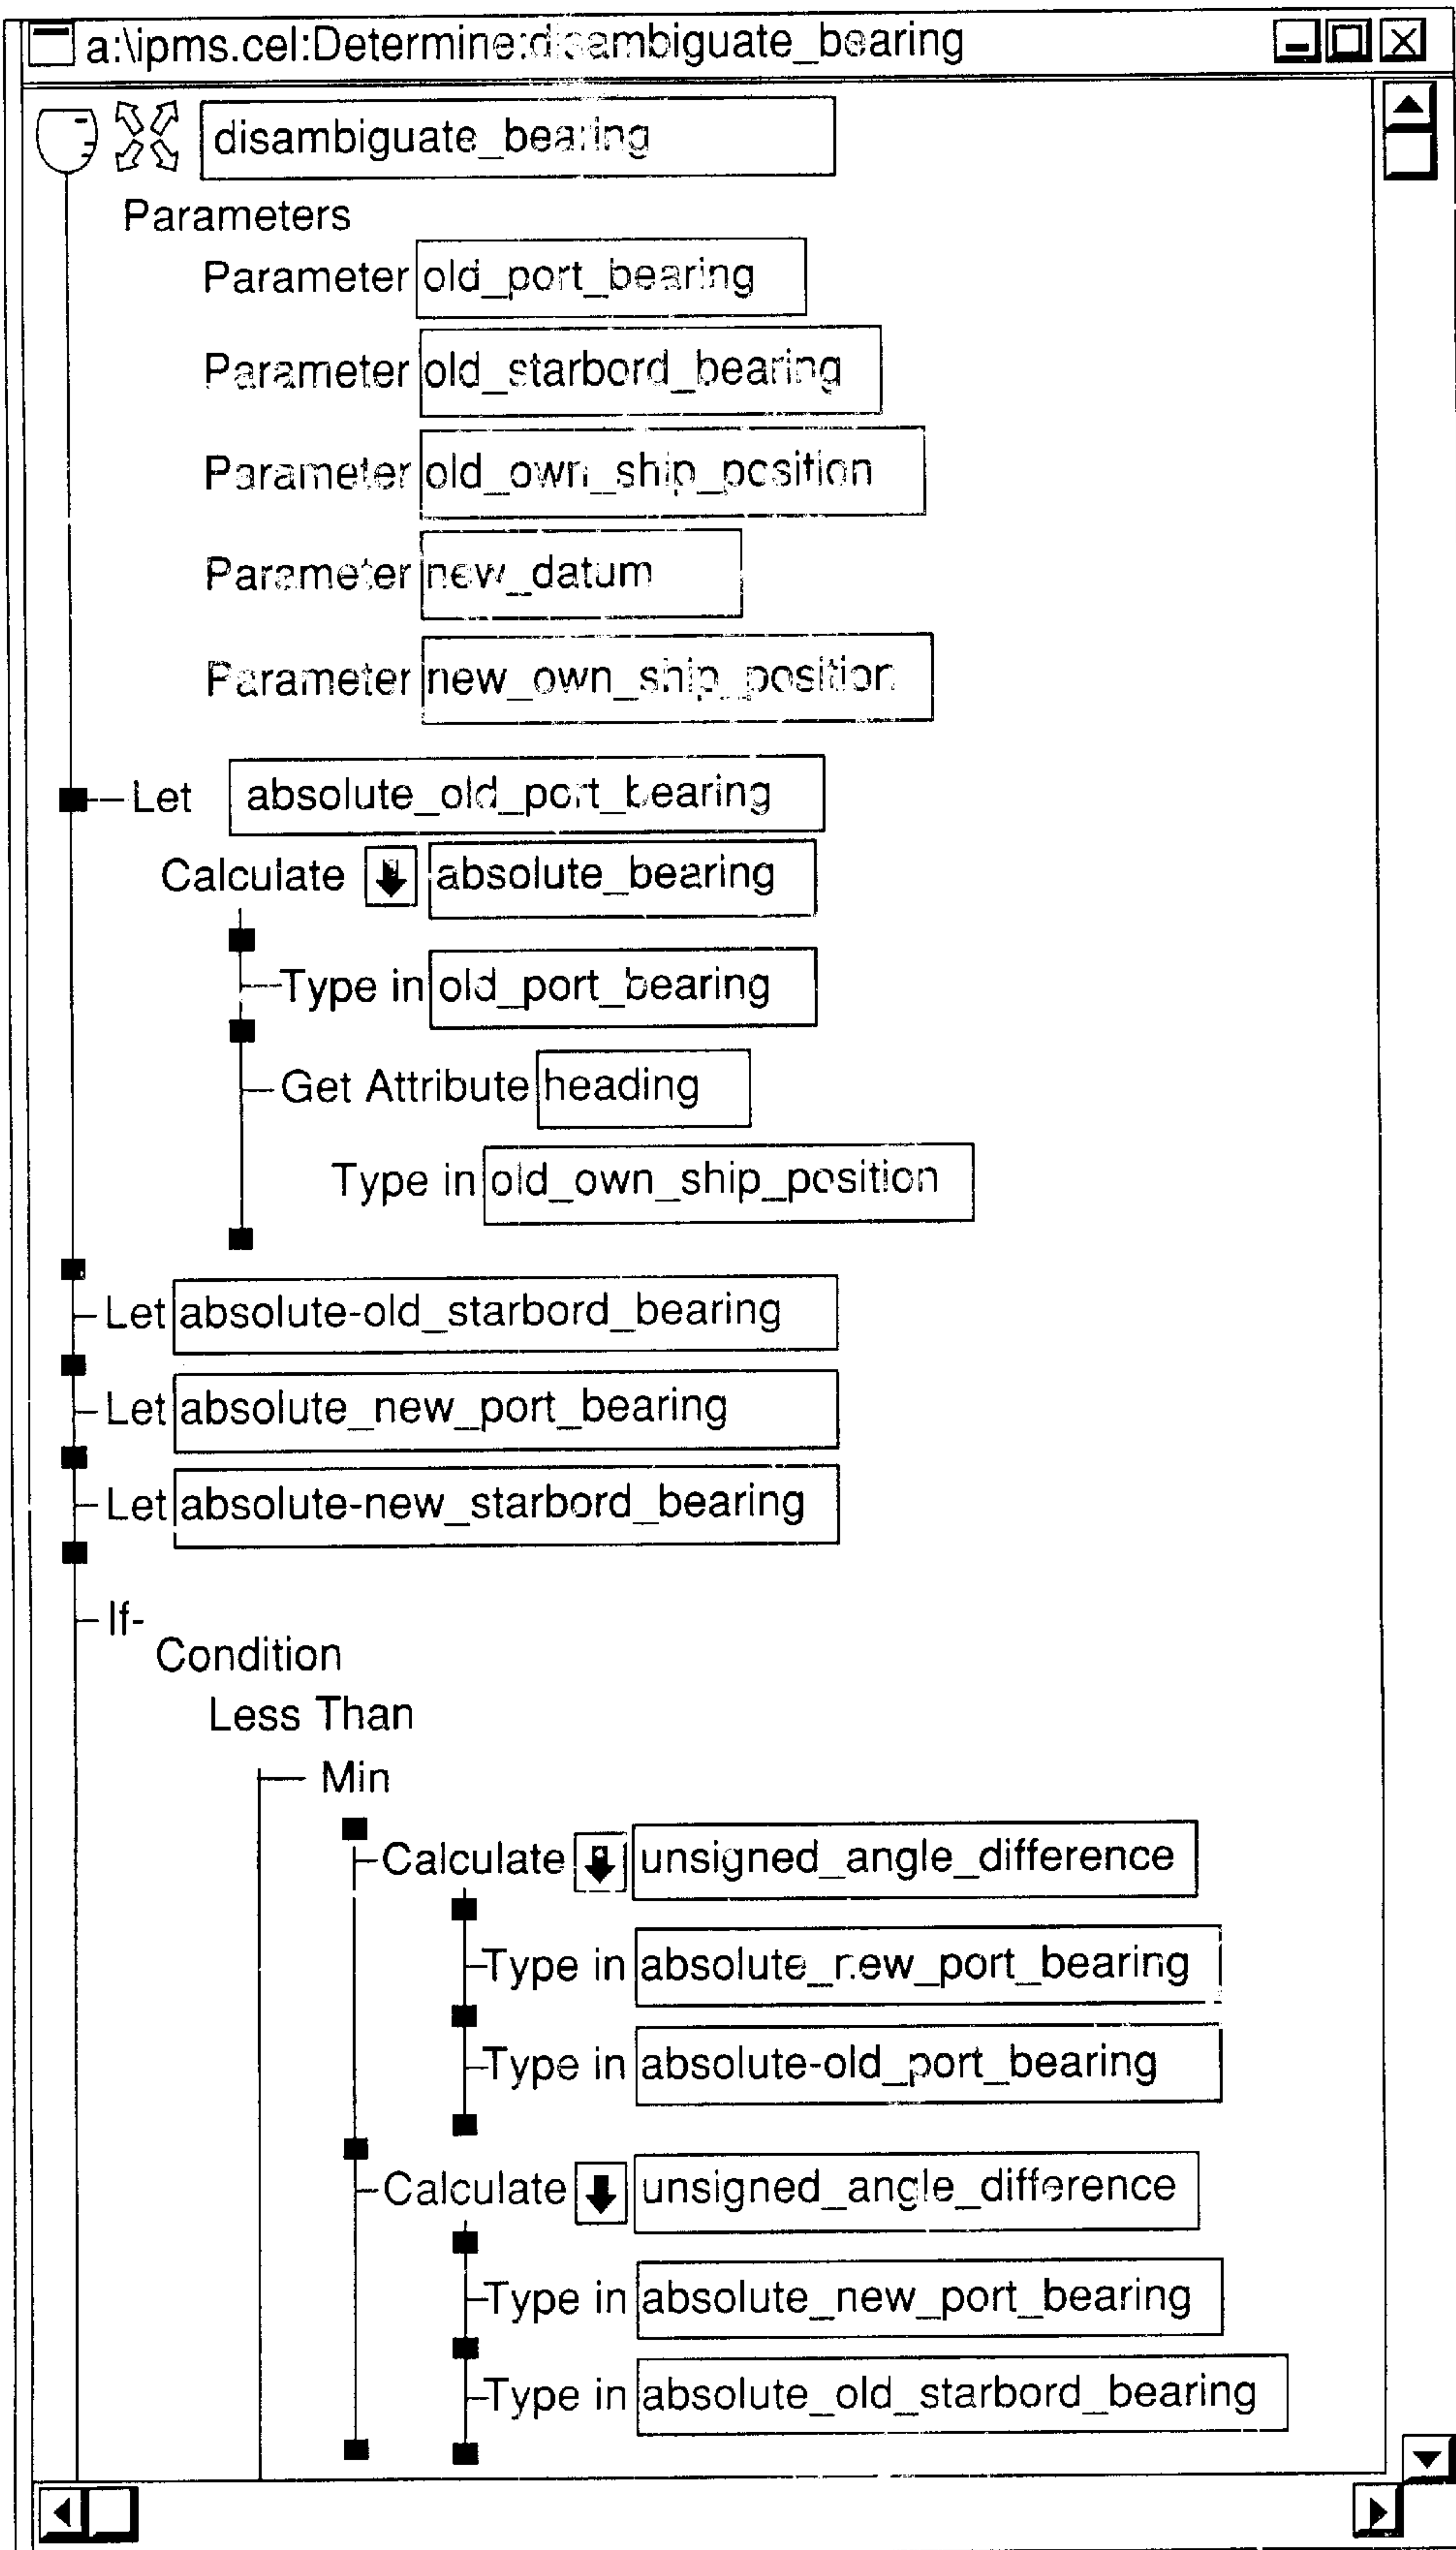 a:\ipms.cel:Determine:disambiguate_bearing
disambiguate_bearing
Parameters
Parameter old_port_bearing
Parameter old_starbord_bearing
Parameter old_own_ship_position
Parameter new_datum
Parameter new_own_ship_position
Let absolute_old_port_bearing
Calculate absolute_bearing
Type in old_port_bearing
Get Attribute heading
Type in old_own_ship_position
Let absolute-old_starbord_bearing
Let absolute_new_port_bearing
Let absolute-new_starbord_bearing
If-
Condition
Less Than
Min
Calculate unsigned_angle_difference
Type in absolute_new_port_bearing
Type in absolute-old_port_bearing
Calculate unsigned_angle_difference
Type in absolute_new_port_bearing
Type in absolute_old_starbord_bearing